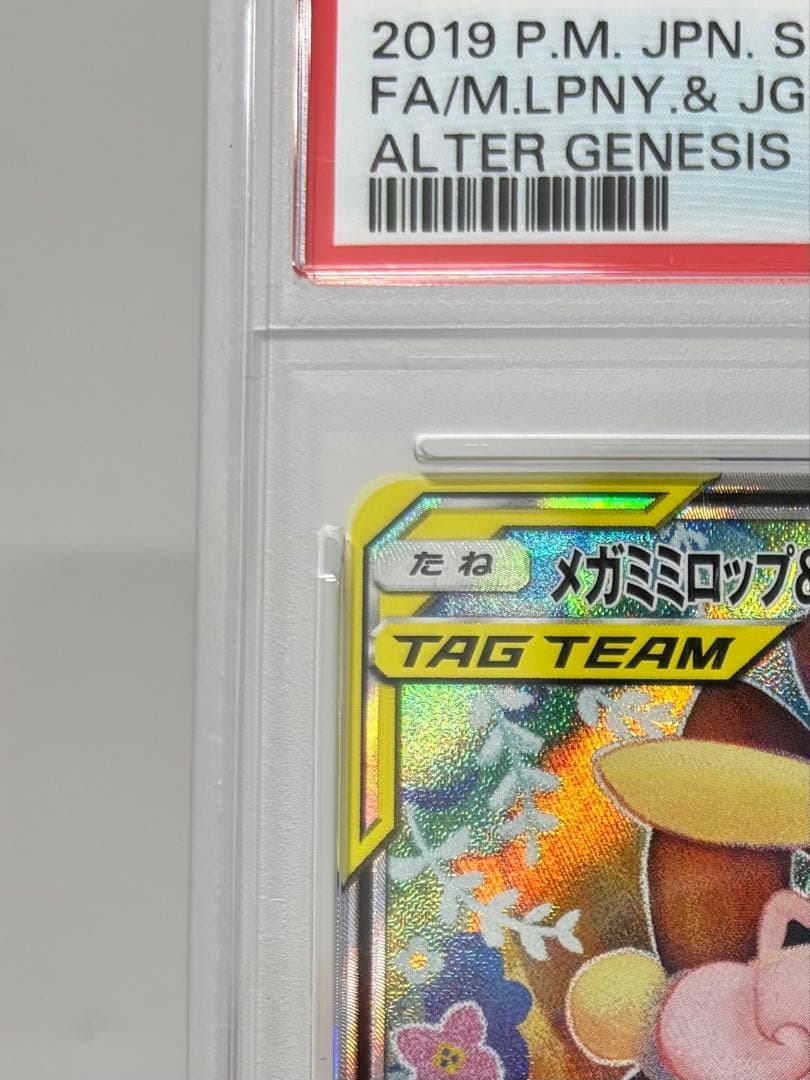 2019 P.M. JPN. S
FA/M.LPNY.& JG
ALTER GENESIS
たね
メガミミロップ&
TAG TEAM